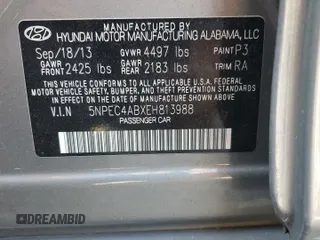 MANUFACTURED BY
HYUNDAI MOTOR MANUFACTURING ALABAMA, LLC
Sep/18/13 GVWR 4497 lbs PAINT P3
GAWR FRONT 2425 lbs GAWR REAR 2183 lbs TRIM RA
THIS VEHICLE CONFORMS TO ALL APPLICABLE FEDERAL MOTOR VEHICLE SAFETY, BUMPER, AND THEFT PREVENTION STANDARDS IN EFFECT ON THE DATE OF MANUFACTURE SHOWN ABOVE.
V.I.N 5NPEC4ABXEH813988
PASSENGER CAR
DREAMBID